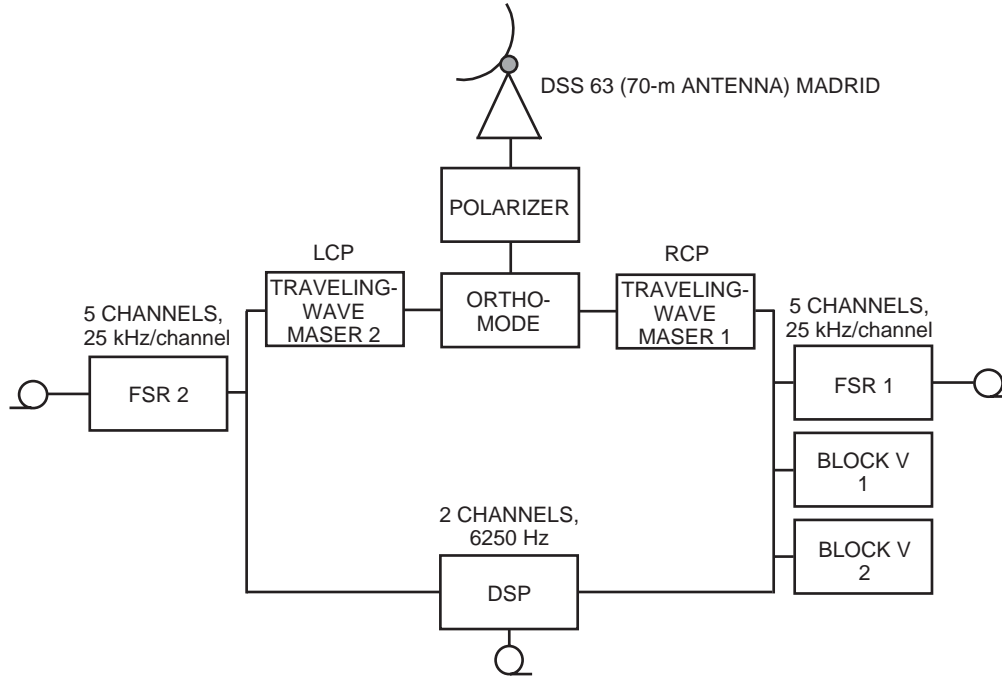 DSS 63 (70-m ANTENNA) MADRID
POLARIZER
LCP
RCP
TRAVELING-
WAVE
MASER 2
ORTHO-
MODE
TRAVELING-
WAVE
MASER 1
5 CHANNELS,
25 kHz/channel
5 CHANNELS,
25 kHz/channel
FSR 2
FSR 1
BLOCK V
1
2 CHANNELS,
6250 Hz
BLOCK V
2
DSP